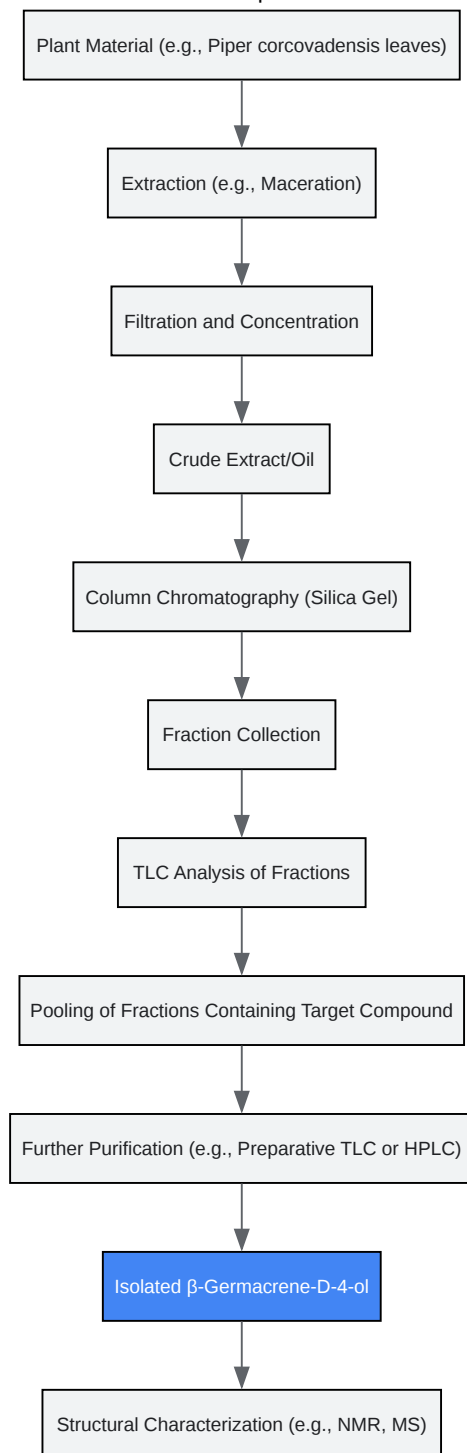 Plant Material (e.g., Piper corcovadensis leaves)
Extraction (e.g., Maceration)
Filtration and Concentration
Crude Extract/Oil
Column Chromatography (Silica Gel)
Fraction Collection
TLC Analysis of Fractions
Pooling of Fractions Containing Target Compound
Further Purification (e.g., Preparative TLC or HPLC)
Isolated β-Germacrene-D-4-ol
Structural Characterization (e.g., NMR, MS)